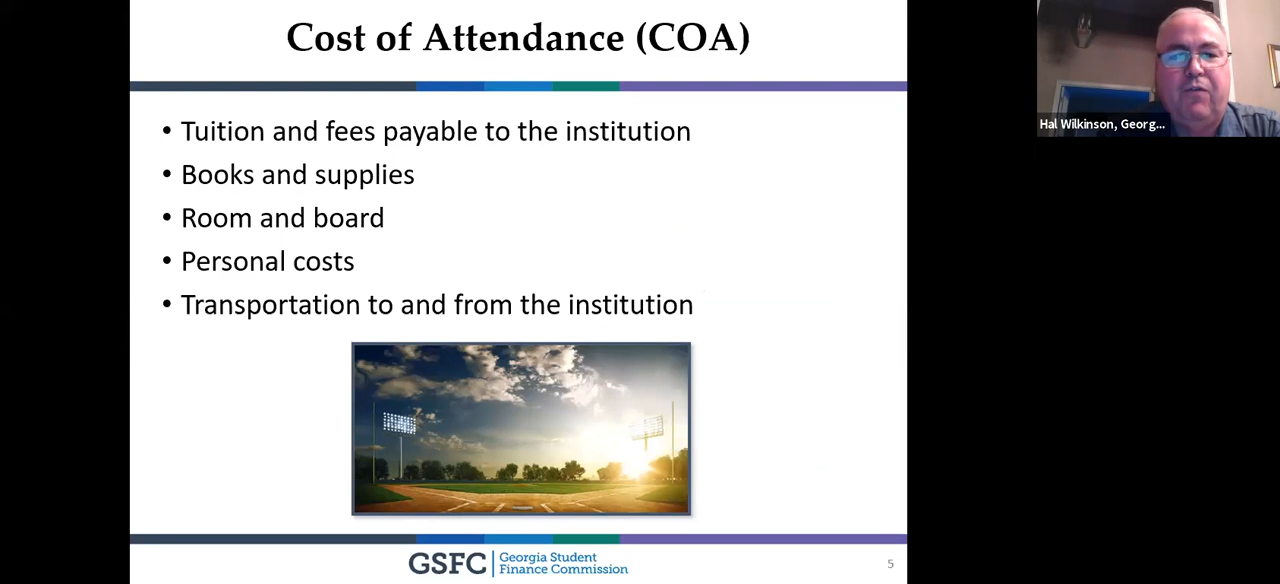 Cost of Attendance (COA)
• Tuition and fees payable to the institution
• Books and supplies
• Room and board
• Personal costs
• Transportation to and from the institution
GSFC
Georgia Student
Finance Commission
5
Hal Wilkinson, Georg...